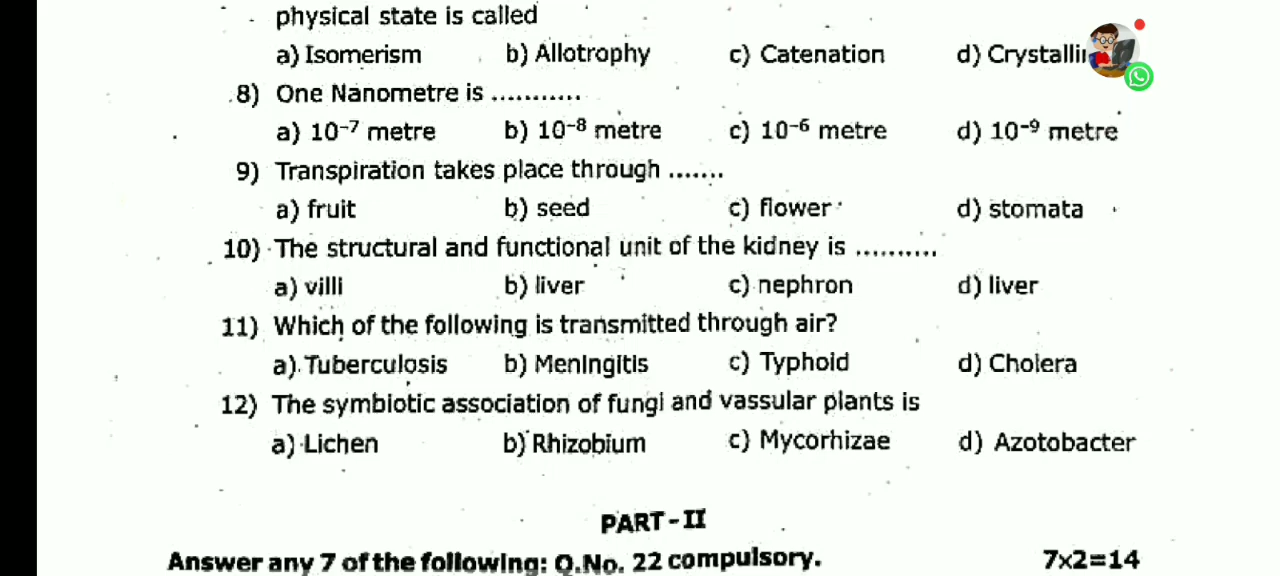 physical state is called
a) Isomerism b) Allotrophy c) Catenation d) Crystallin
8) One Nanometre is ...........
a) 10⁻⁷ metre b) 10⁻⁸ metre c) 10⁻⁶ metre d) 10⁻⁹ metre
9) Transpiration takes place through .......
a) fruit b) seed c) flower d) stomata
10) The structural and functional unit of the kidney is ..........
a) villi b) liver c) nephron d) liver
11) Which of the following is transmitted through air?
a) Tuberculosis b) Meningitis c) Typhoid d) Cholera
12) The symbiotic association of fungi and vassular plants is
a) Lichen b) Rhizobium c) Mycorhizae d) Azotobacter
PART-II
Answer any 7 of the following: Q.No. 22 compulsory. 7x2=14